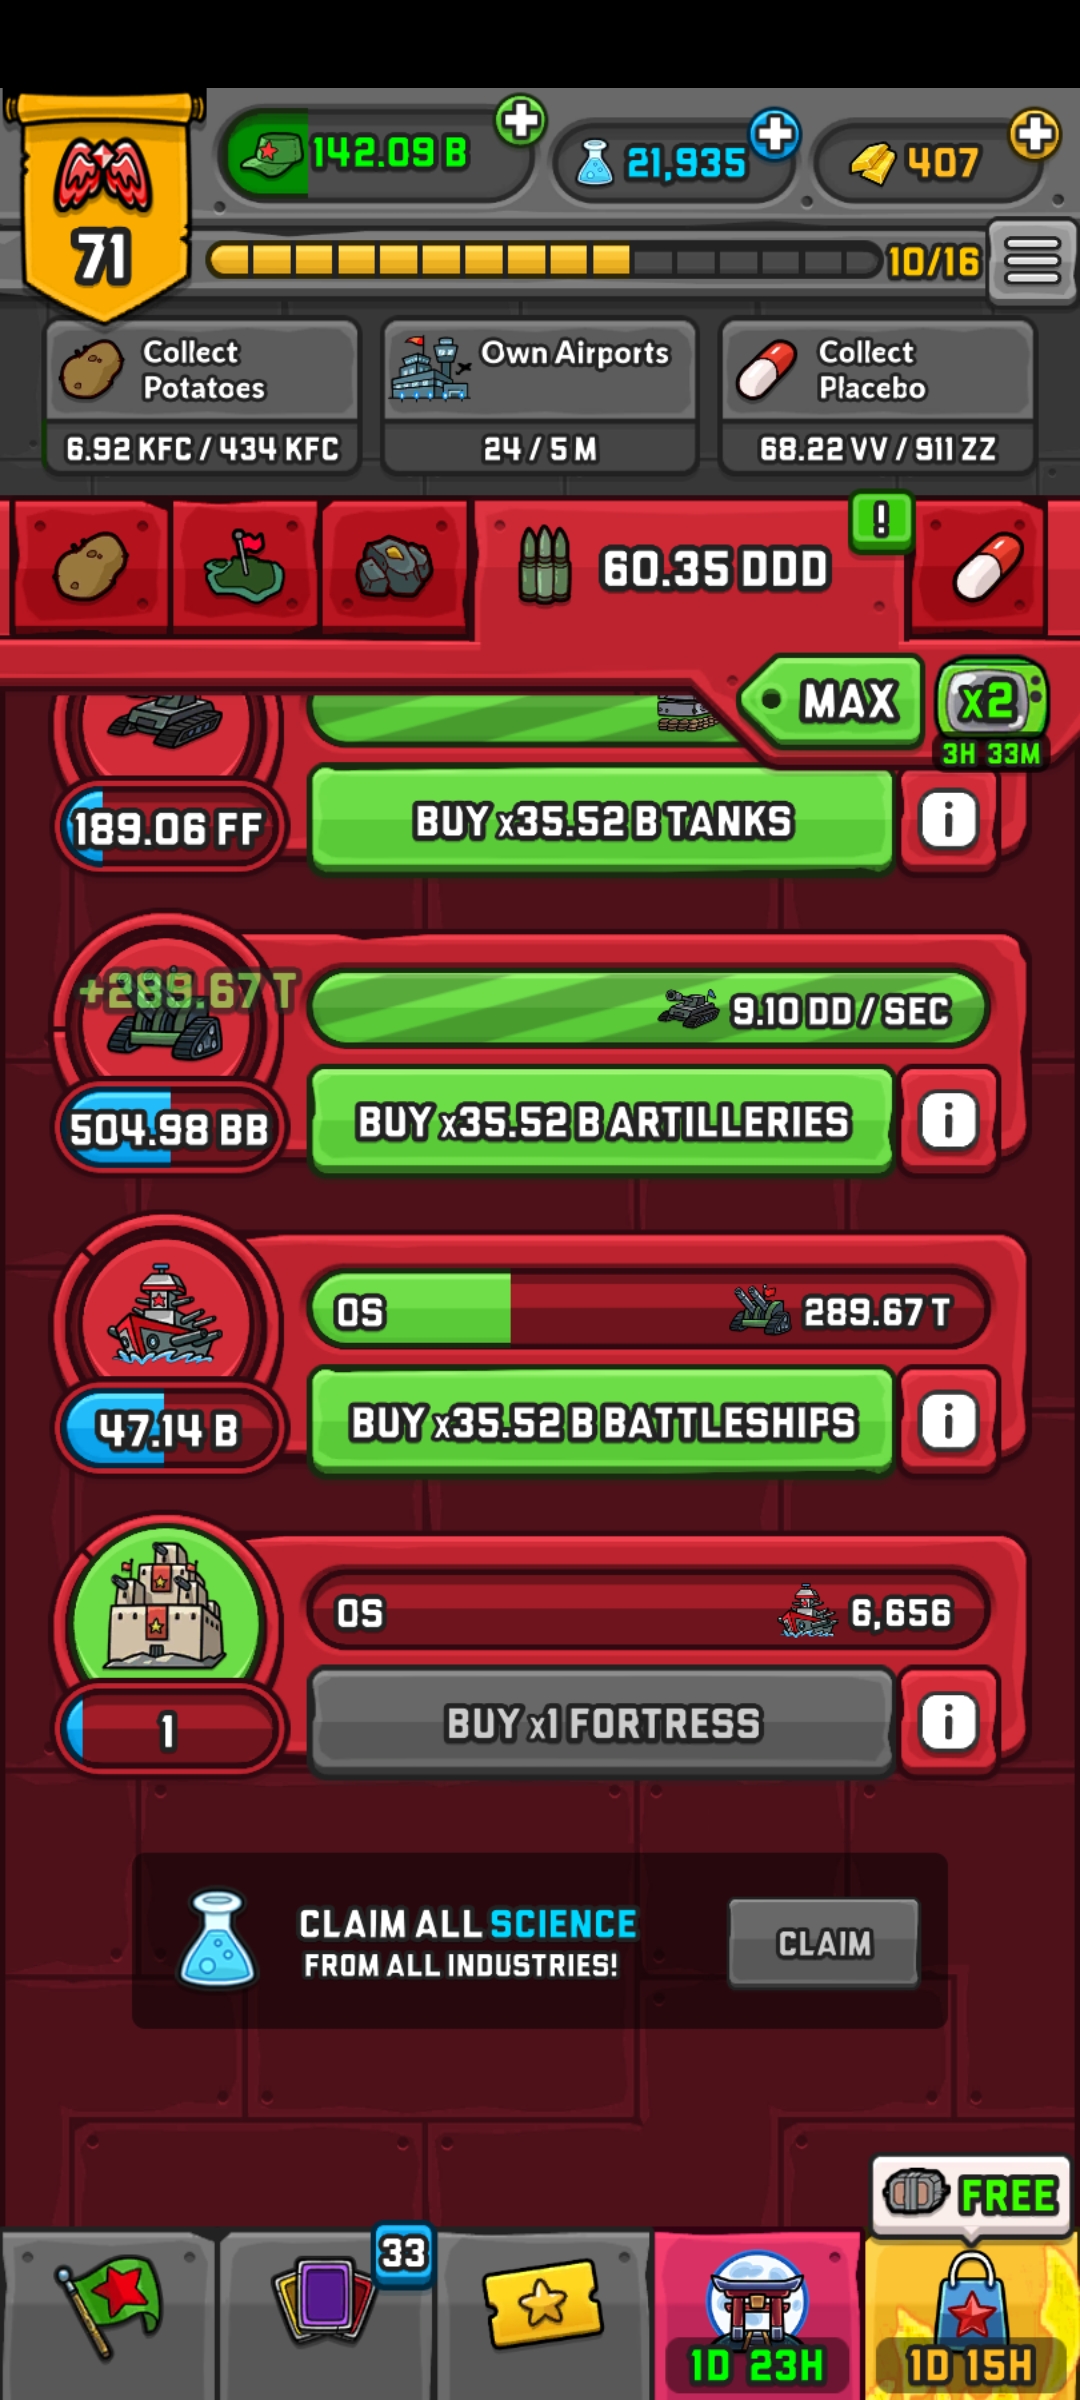 142.09 B
21,935
407
71
10/16
Collect
Potatoes
6.92 KFC / 434 KFC
Own Airports
24 / 5 M
Collect
Placebo
68.22 VV / 911 ZZ
60.35 DDD
!
MAX
x2
3H 33M
189.06 FF
BUY x35.52 B TANKS
i
+289.67 T
9.10 DD / SEC
504.98 BB
BUY x35.52 B ARTILLERIES
i
0S
289.67 T
47.14 B
BUY x35.52 B BATTLESHIPS
i
0S
6,656
1
BUY x1 FORTRESS
i
CLAIM ALL SCIENCE
FROM ALL INDUSTRIES!
CLAIM
FREE
33
1D 23H
1D 15H